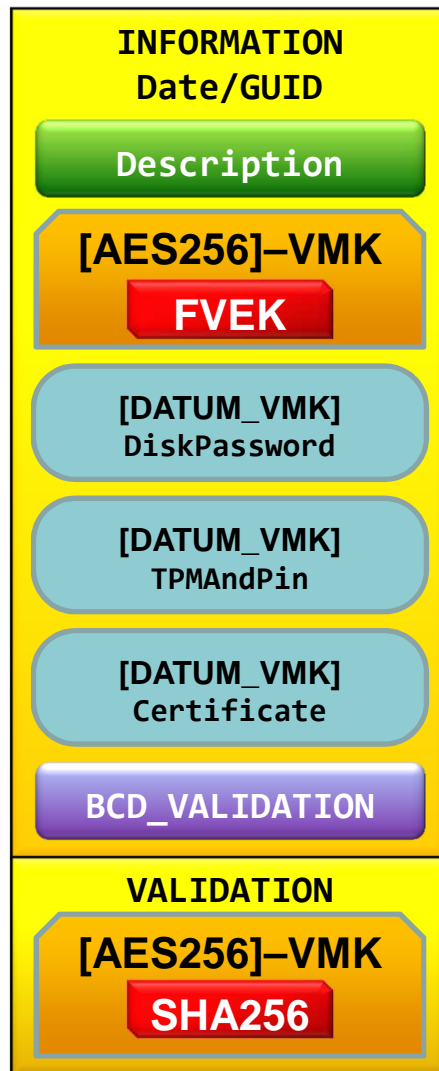 INFORMATION
Date/GUID
Description
[AES256]–VMK
FVEK
[DATUM_VMK]
DiskPassword
[DATUM_VMK]
TPMAndPin
[DATUM_VMK]
Certificate
BCD_VALIDATION
VALIDATION
[AES256]–VMK
SHA256